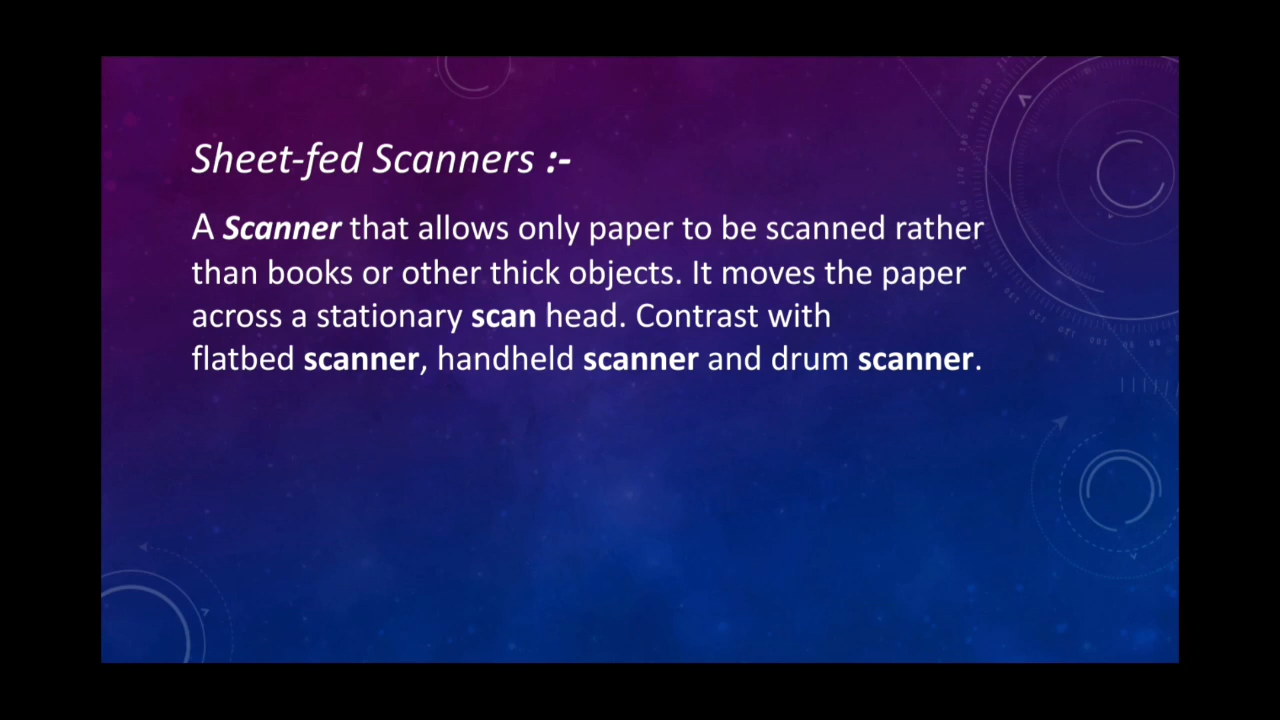 Sheet-fed Scanners :-
A Scanner that allows only paper to be scanned rather
than books or other thick objects. It moves the paper
across a stationary scan head. Contrast with
flatbed scanner, handheld scanner and drum scanner.